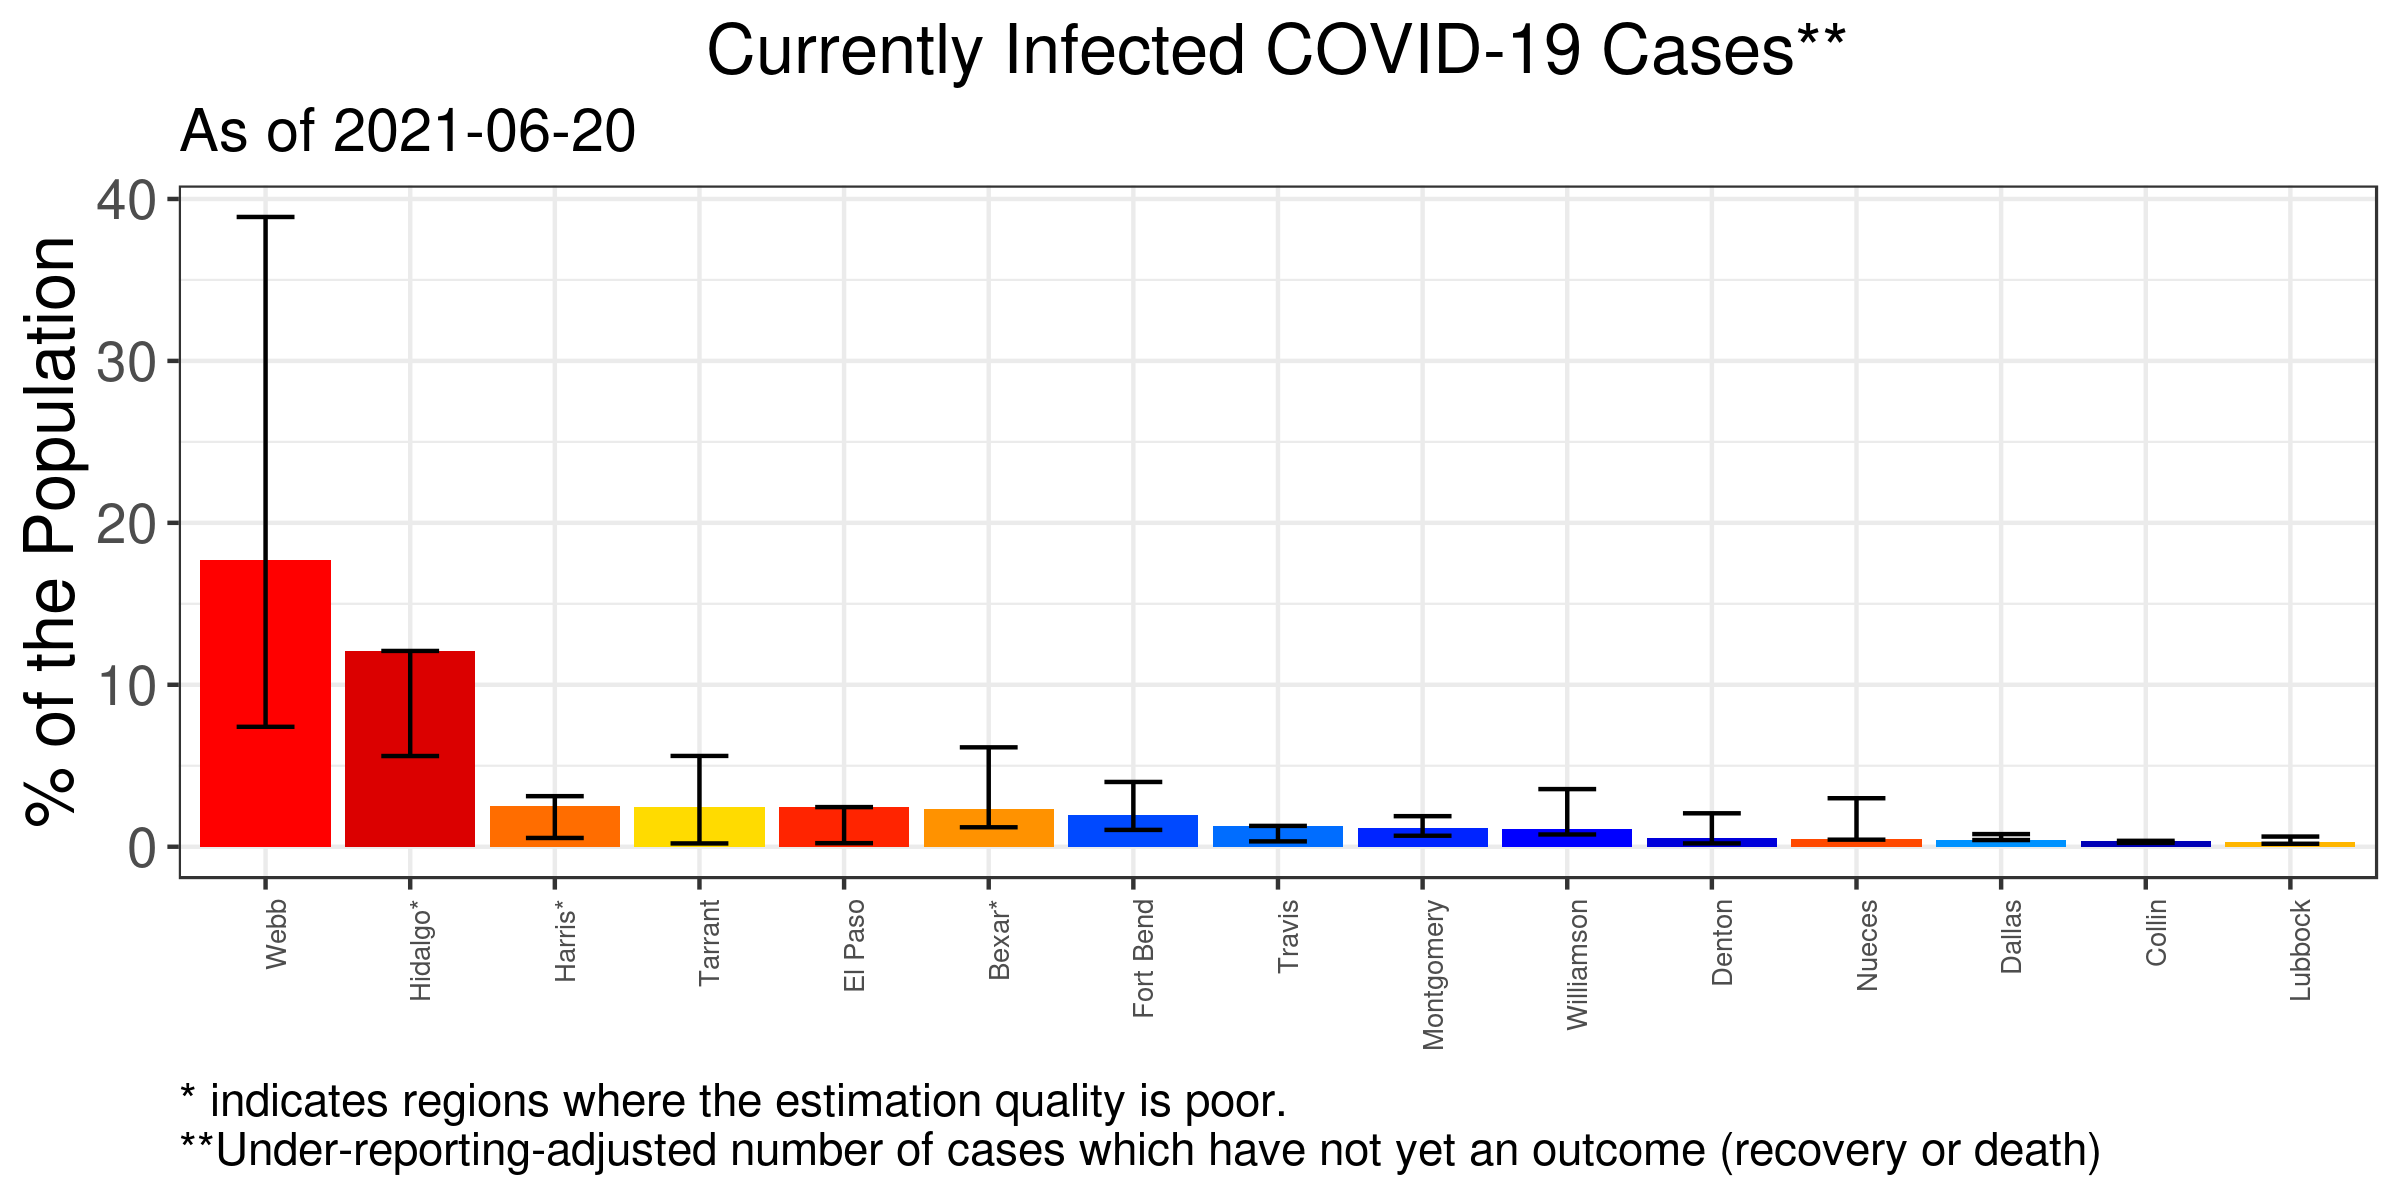 Currently Infected COVID-19 Cases**
As of 2021-06-20
% of the Population
40
30
20
10
0
Webb
Hidalgo*
Harris*
Tarrant
El Paso
Bexar*
Fort Bend
Travis
Montgomery
Williamson
Denton
Nueces
Dallas
Collin
Lubbock
* indicates regions where the estimation quality is poor.
**Under-reporting-adjusted number of cases which have not yet an outcome (recovery or death)